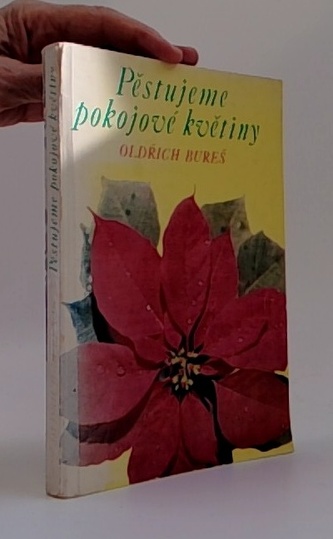 Pěstujeme
pokojové květiny
OLDŘICH BUREŠ
Pěstujeme pokojové květiny